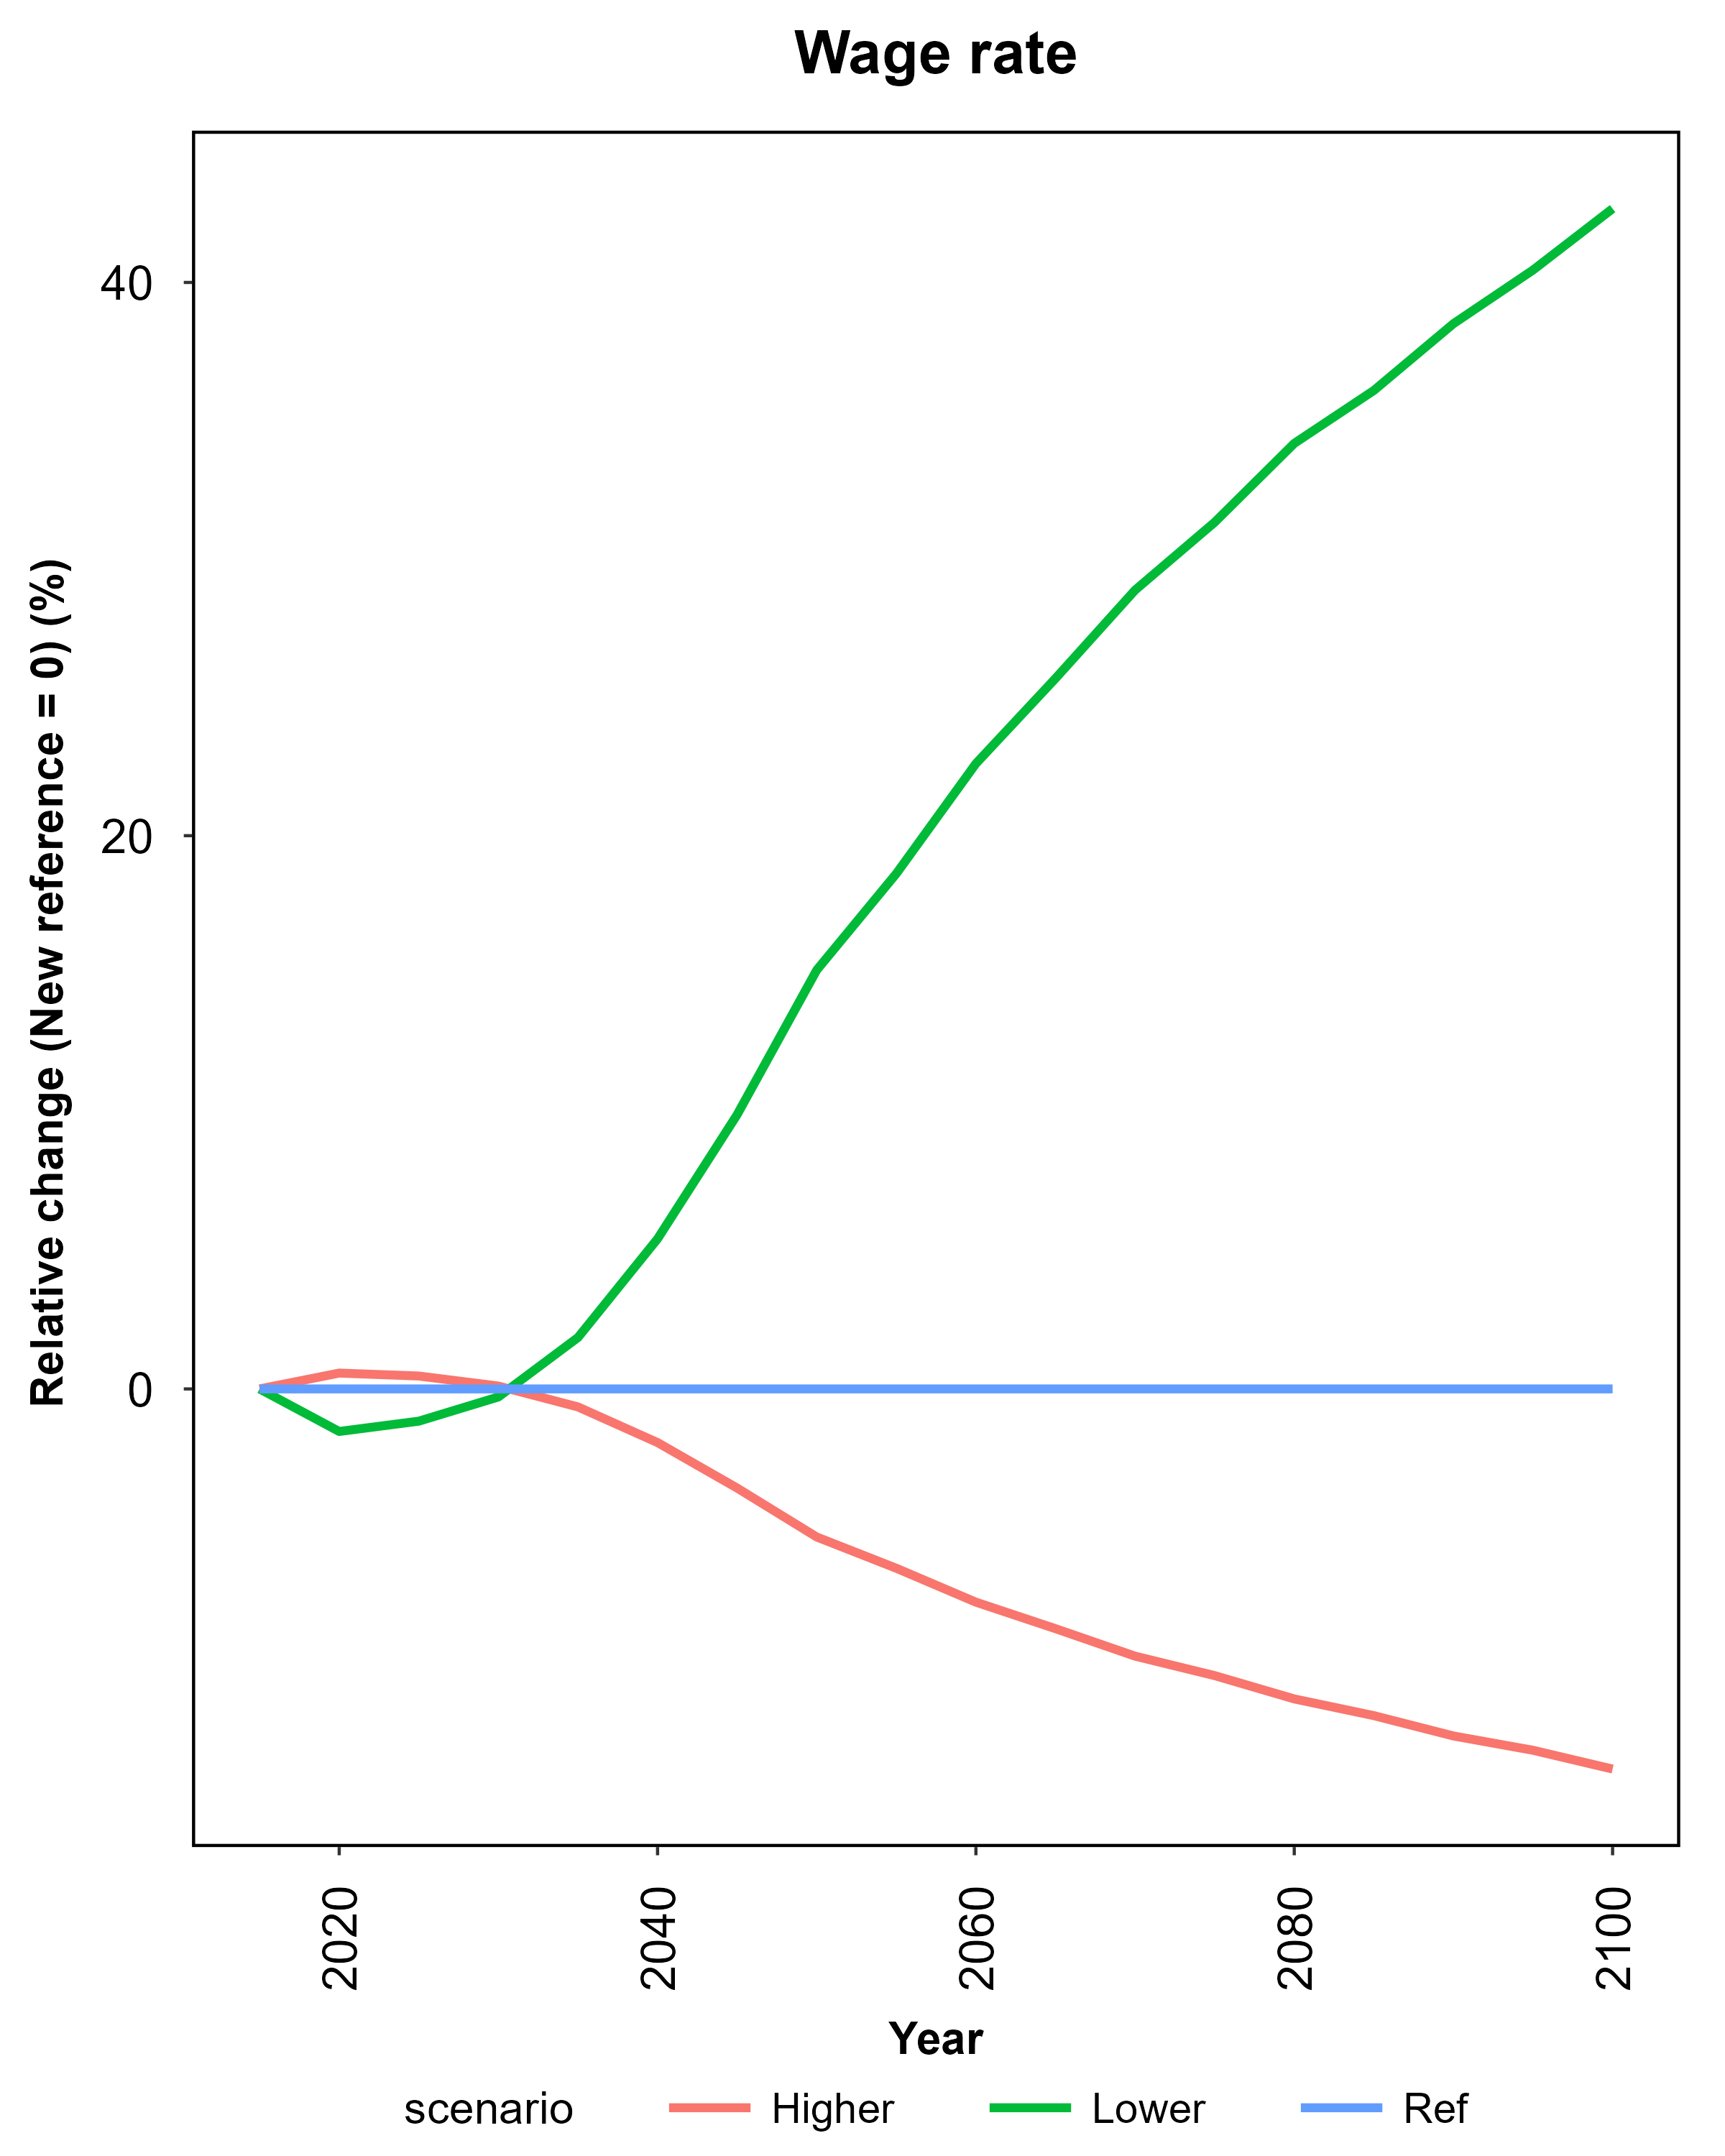 Wage rate
Relative change (New reference = 0) (%)
40
20
0
2020
2040
2060
2080
2100
Year
scenario Higher Lower Ref